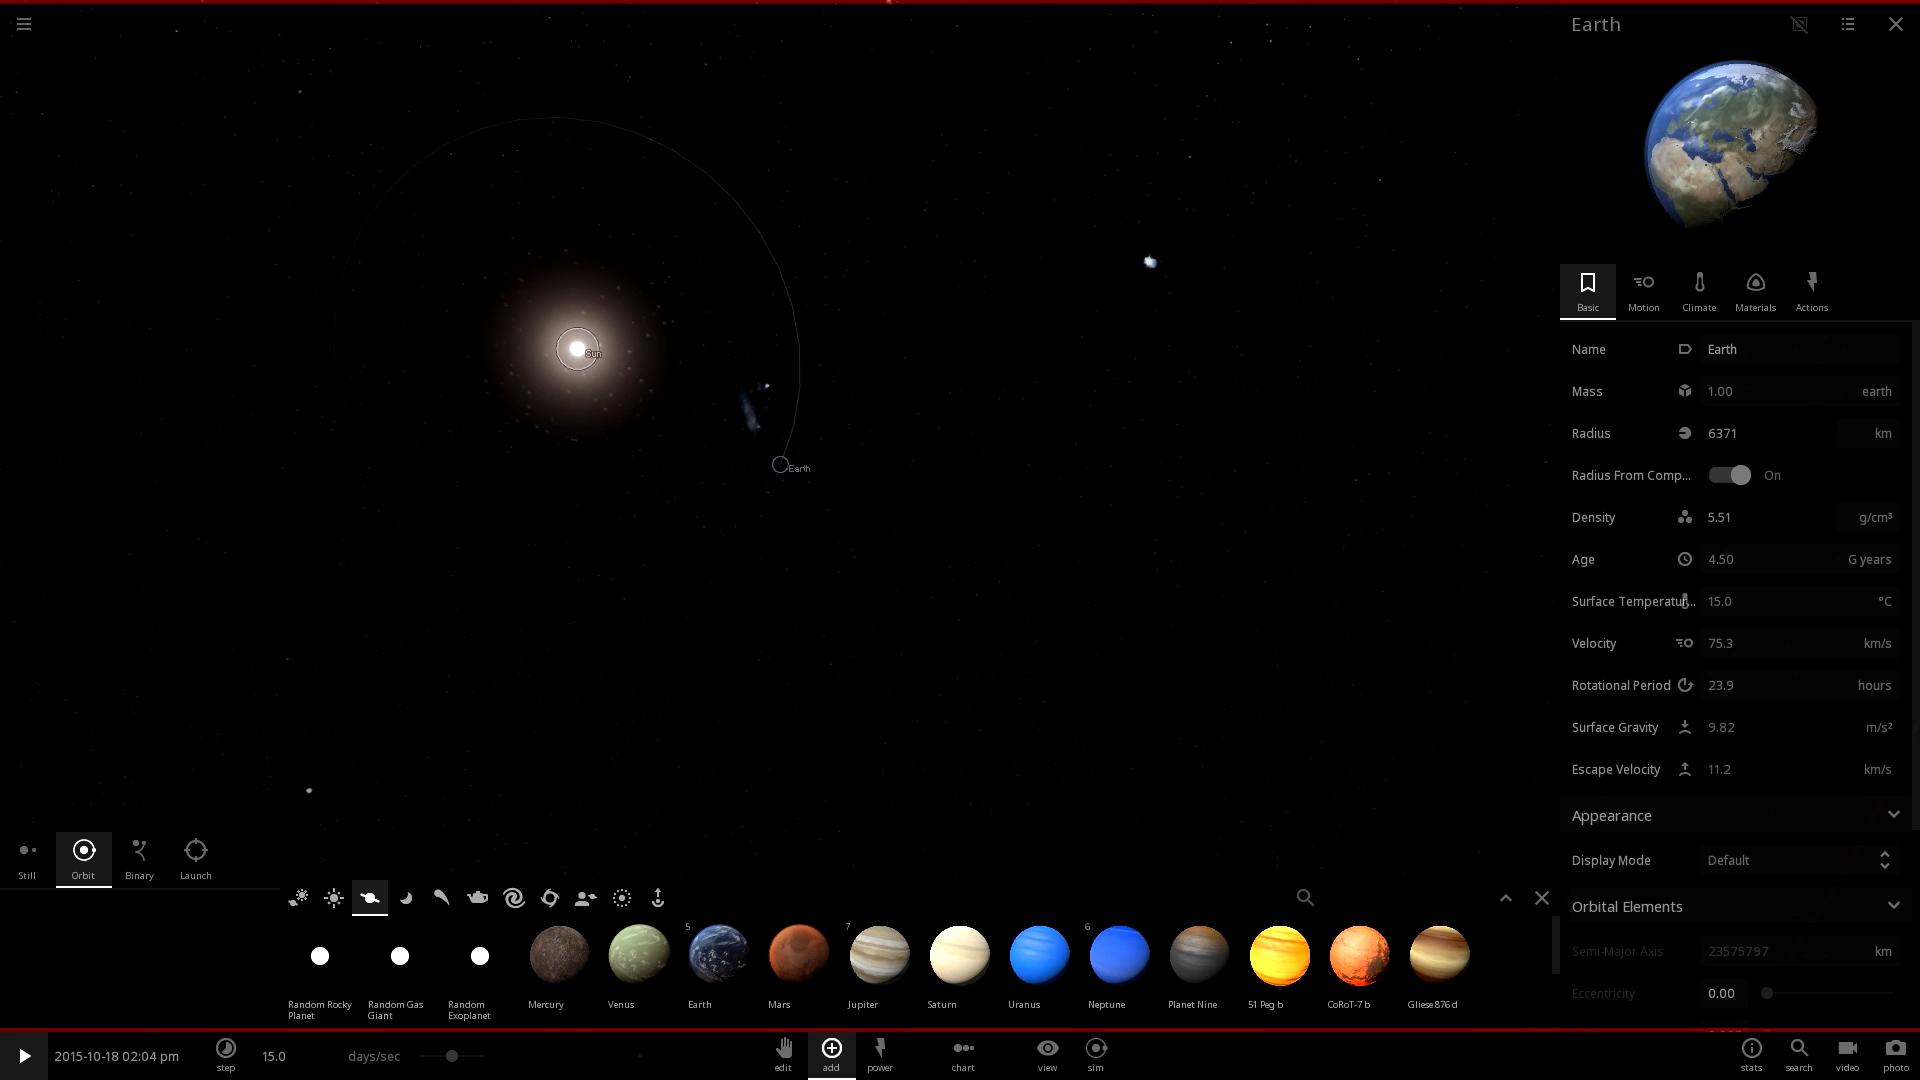 Earth
Sun
Earth
Basic
Motion
Climate
Materials
Actions
Name Earth
Mass 1.00 earth
Radius 6371 km
Radius From Comp... On
Density 5.51 g/cm³
Age 4.50 G years
Surface Temperatur... 15.0 °C
Velocity 75.3 km/s
Rotational Period 23.9 hours
Surface Gravity 9.82 m/s²
Escape Velocity 11.2 km/s
Appearance
Display Mode Default
Orbital Elements
Semi-Major Axis 23575797 km
Eccentricity 0.00
Still
Orbit
Binary
Launch
5
7
6
Random Rocky
Planet
Random Gas
Giant
Random
Exoplanet
Mercury
Venus
Earth
Mars
Jupiter
Saturn
Uranus
Neptune
Planet Nine
51 Peg b
CoRoT-7 b
Gliese 876 d
2015-10-18 02:04 pm
step
15.0 days/sec
edit
add
power
chart
view
sim
stats
search
video
photo